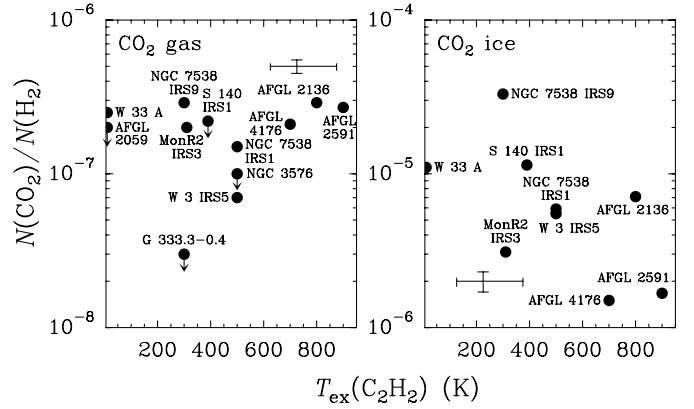 10⁻⁶
CO₂ gas
NGC 7538
IRS9
S 140
IRS1
AFGL 2136
W 33 A
AFGL
2059
MonR2
IRS3
AFGL
4176
AFGL
2591
NGC 7538
IRS1
NGC 3576
W 3 IRS5
G 333.3−0.4
10⁻⁷
10⁻⁸
N(CO₂)/N(H₂)
200 400 600 800
10⁻⁴
CO₂ ice
NGC 7538 IRS9
S 140 IRS1
W 33 A
NGC 7538
IRS1
AFGL 2136
W 3 IRS5
MonR2
IRS3
AFGL 2591
AFGL 4176
10⁻⁵
10⁻⁶
200 400 600 800
Tₑₓ(C₂H₂) (K)